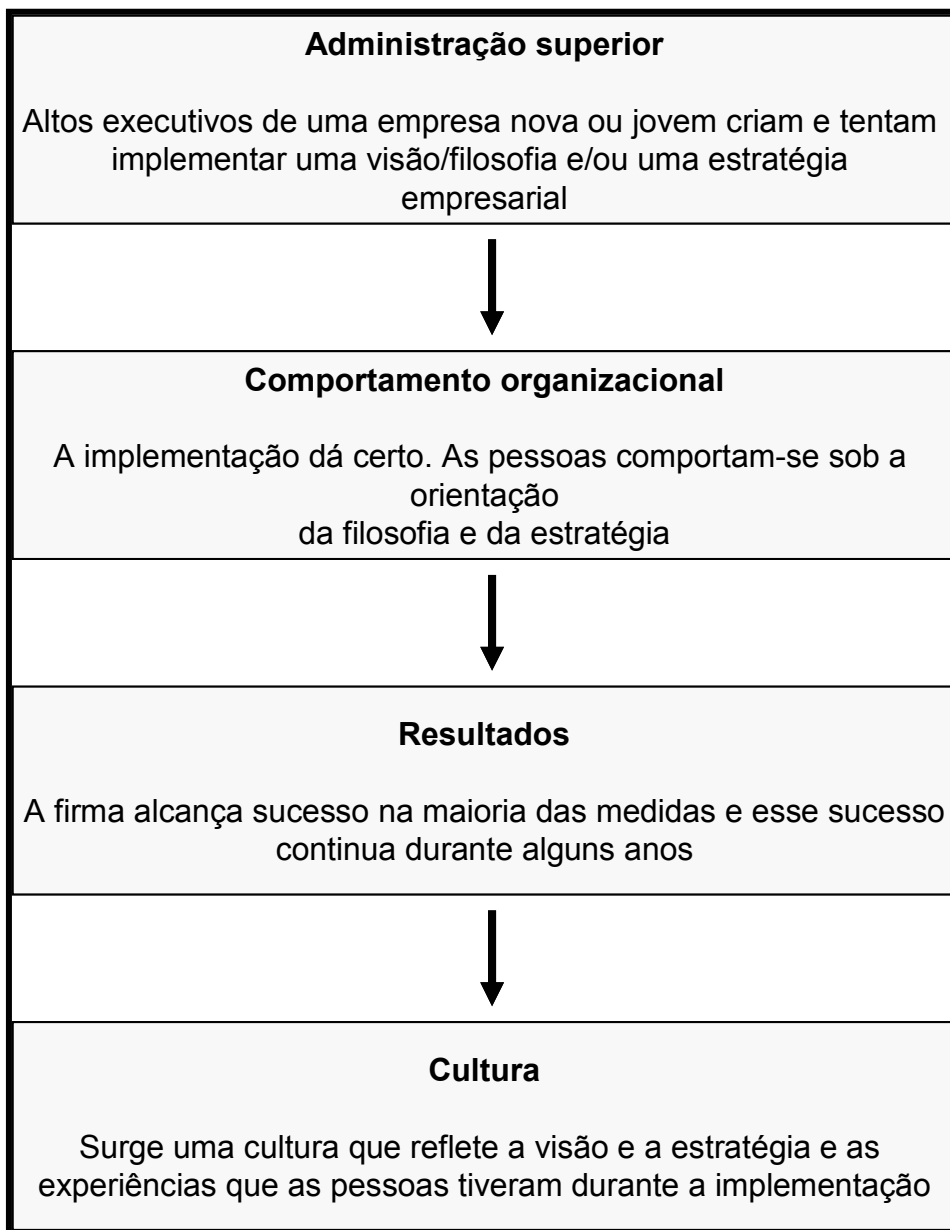 Administração superior
Altos executivos de uma empresa nova ou jovem criam e tentam
implementar uma visão/filosofia e/ou uma estratégia
empresarial
Comportamento organizacional
A implementação dá certo. As pessoas comportam-se sob a
orientação
da filosofia e da estratégia
Resultados
A firma alcança sucesso na maioria das medidas e esse sucesso
continua durante alguns anos
Cultura
Surge uma cultura que reflete a visão e a estratégia e as
experiências que as pessoas tiveram durante a implementação